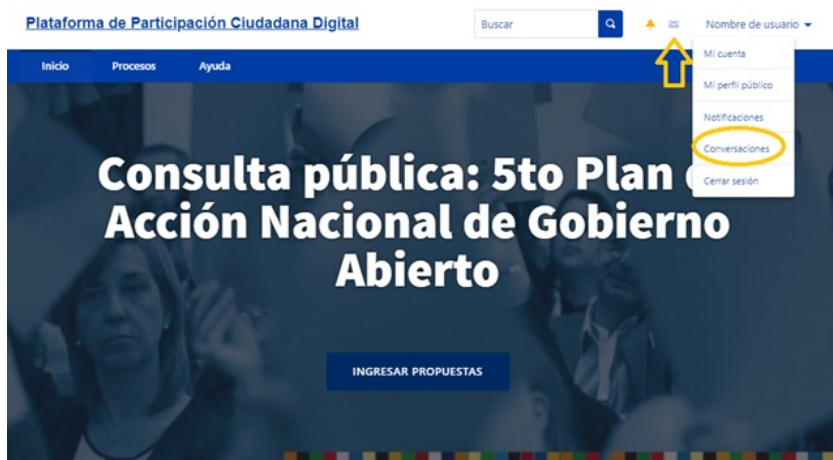 Plataforma de Participación Ciudadana Digital
Buscar
Nombre de usuario
Inicio Procesos Ayuda
Mi cuenta
Mi perfil público
Notificaciones
Conversaciones
Cerrar sesión
Consulta pública: 5to Plan
Acción Nacional de Gobierno
Abierto
INGRESAR PROPUESTAS